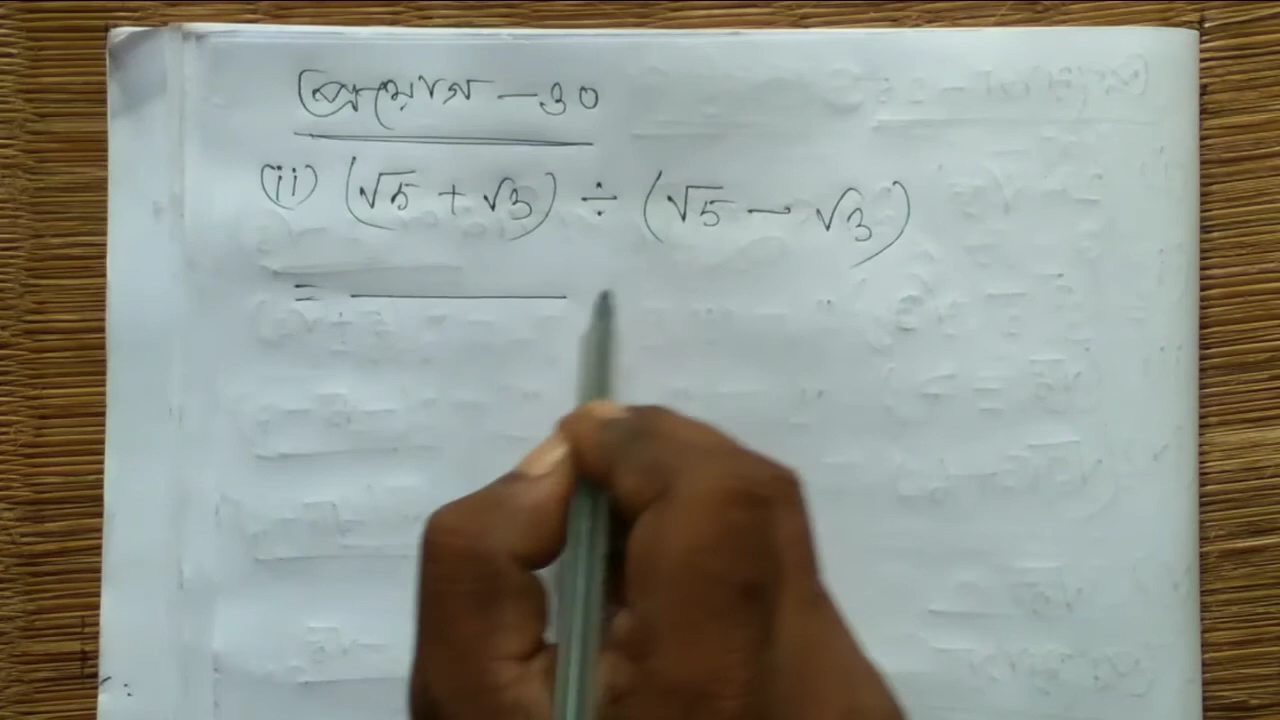 প্রয়োগ – ৩০
(ii) (√5 + √3) ÷ (√5 – √3)
=